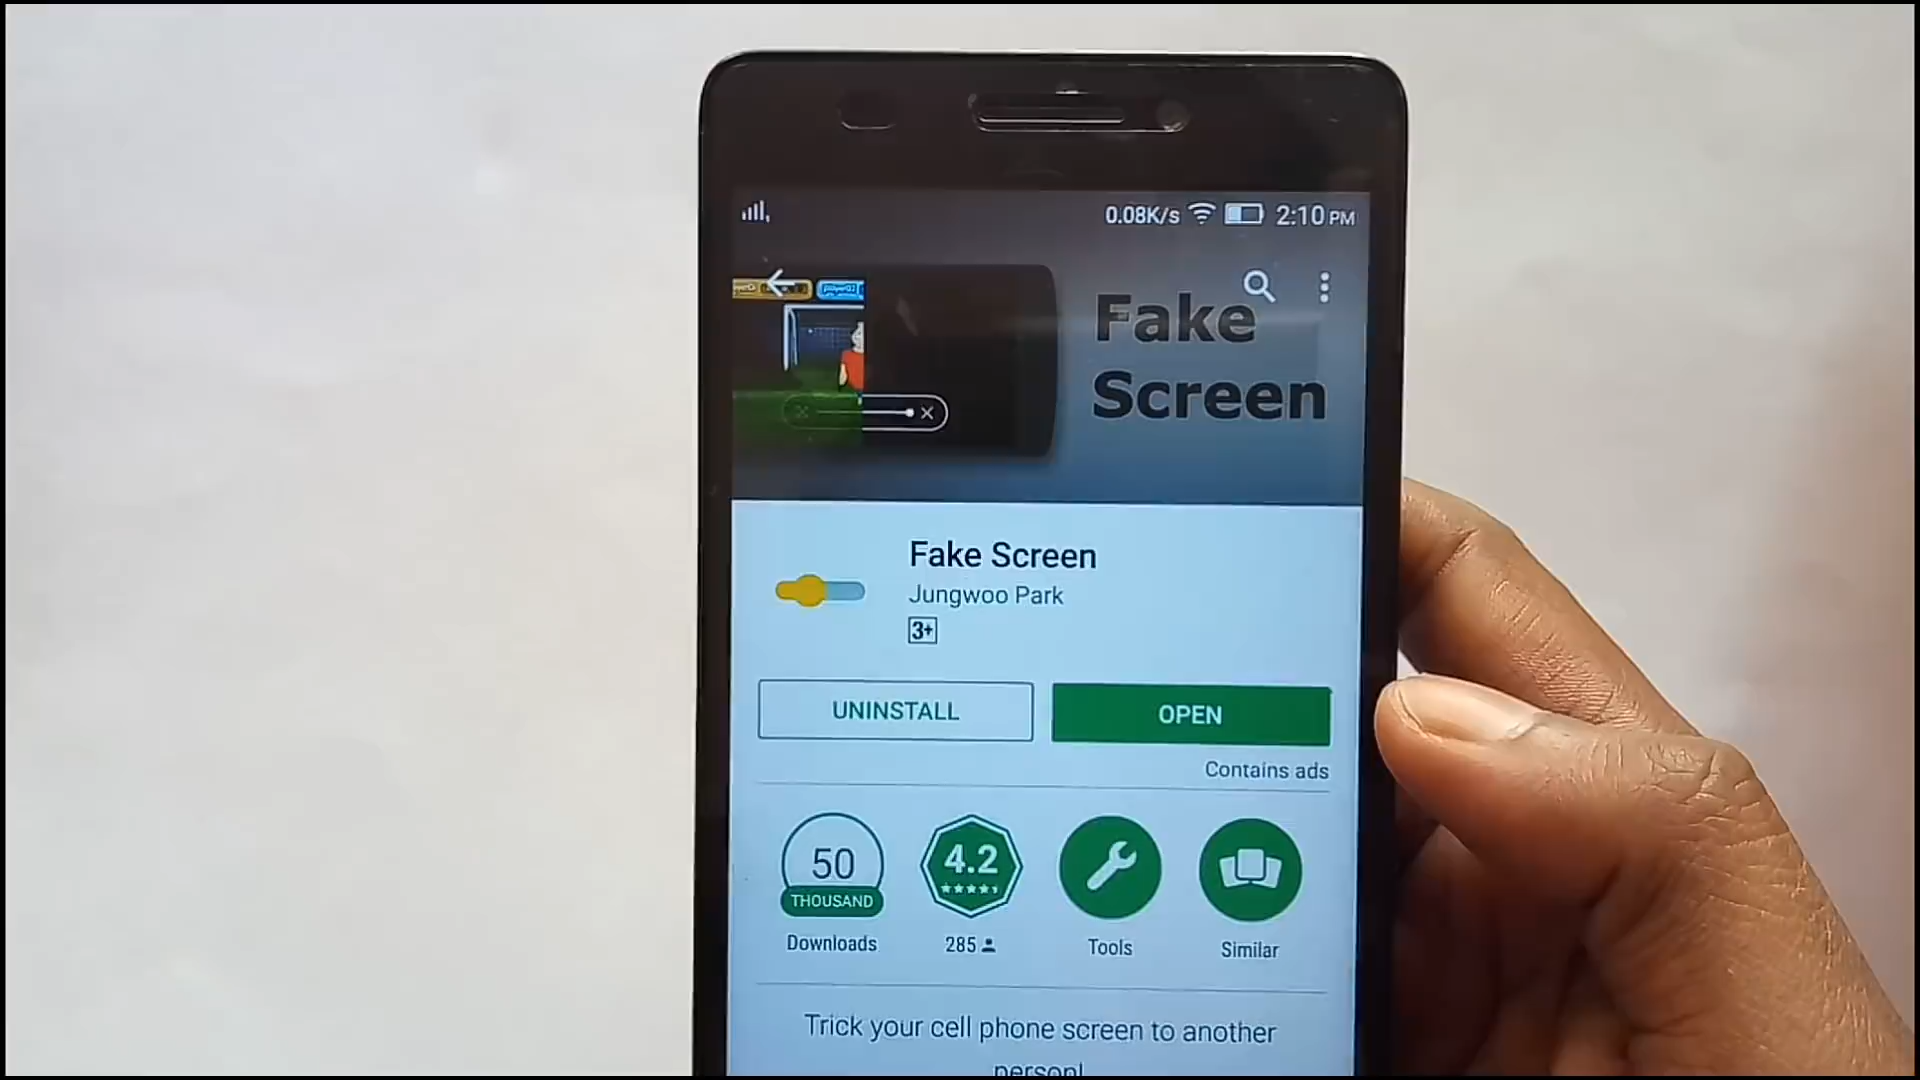 0.08K/s 2:10 PM
Fake
Screen
Fake Screen
Jungwoo Park
3+
UNINSTALL
OPEN
Contains ads
50
THOUSAND
4.2
Downloads
285
Tools
Similar
Trick your cell phone screen to another
person!